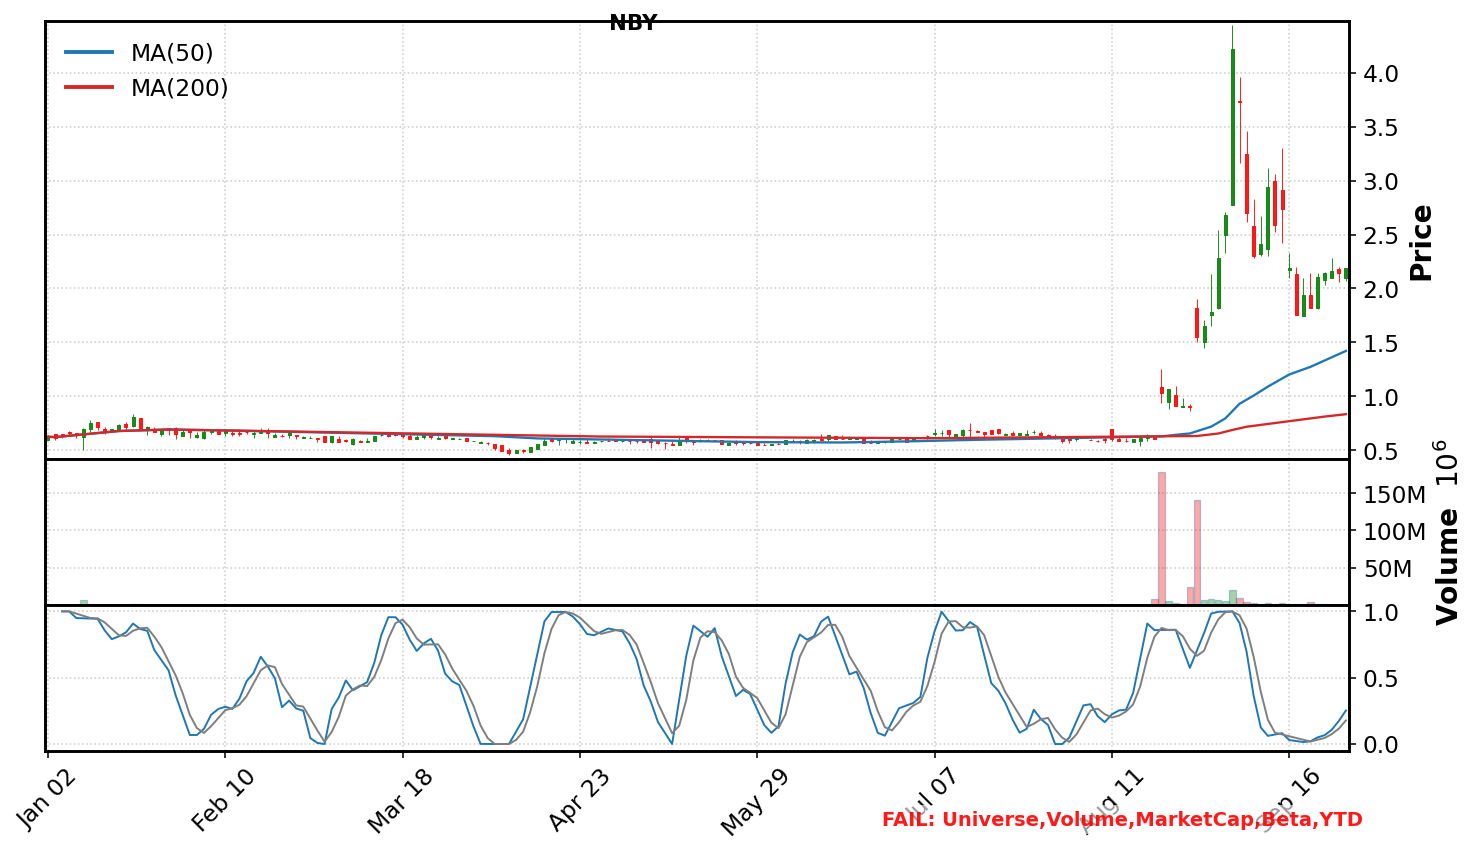 NBY
MA(50)
MA(200)
4.0
3.5
3.0
2.5
2.0
1.5
1.0
0.5
Price
150M
100M
50M
Volume 10⁶
1.0
0.5
0.0
Jan 02
Feb 10
Mar 18
Apr 23
May 29
Jul 07
Aug 11
Sep 16
FAIL: Universe,Volume,MarketCap,Beta,YTD